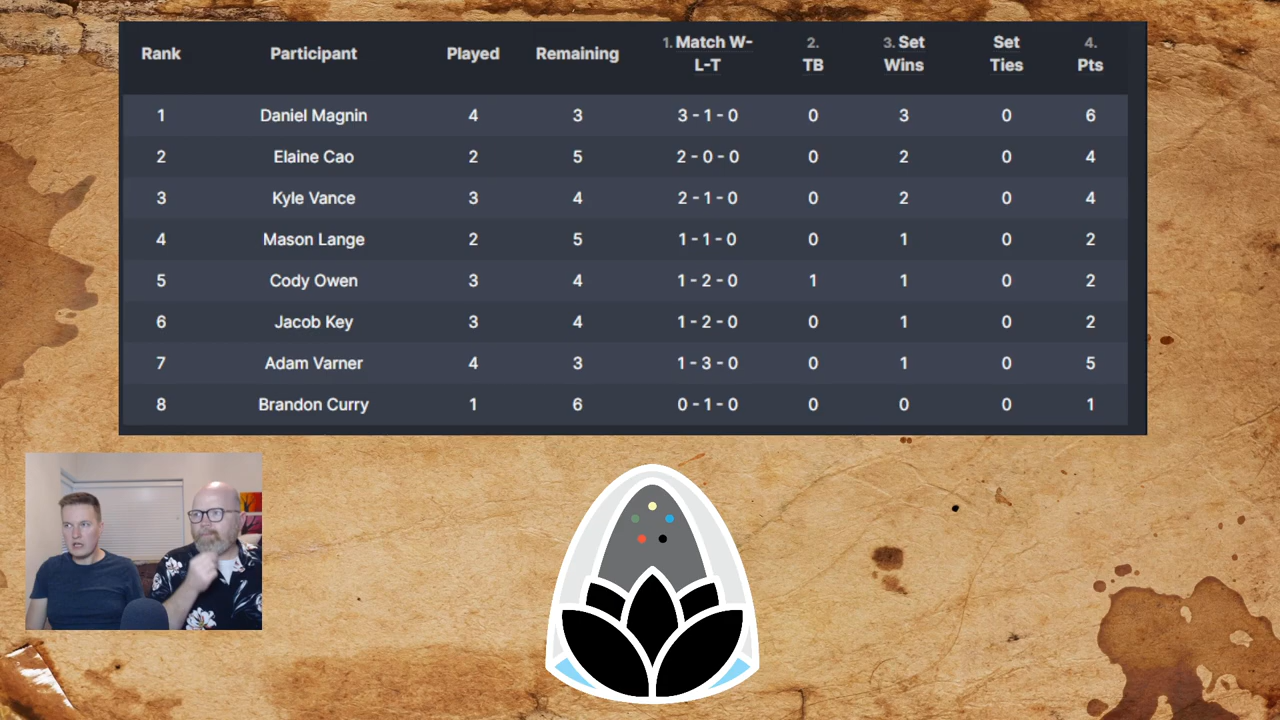 Rank Participant Played Remaining 1. Match W-L-T 2. TB 3. Set Wins Set Ties 4. Pts
1 Daniel Magnin 4 3 3 - 1 - 0 0 3 0 6
2 Elaine Cao 2 5 2 - 0 - 0 0 2 0 4
3 Kyle Vance 3 4 2 - 1 - 0 0 2 0 4
4 Mason Lange 2 5 1 - 1 - 0 0 1 0 2
5 Cody Owen 3 4 1 - 2 - 0 1 1 0 2
6 Jacob Key 3 4 1 - 2 - 0 0 1 0 2
7 Adam Varner 4 3 1 - 3 - 0 0 1 0 5
8 Brandon Curry 1 6 0 - 1 - 0 0 0 0 1